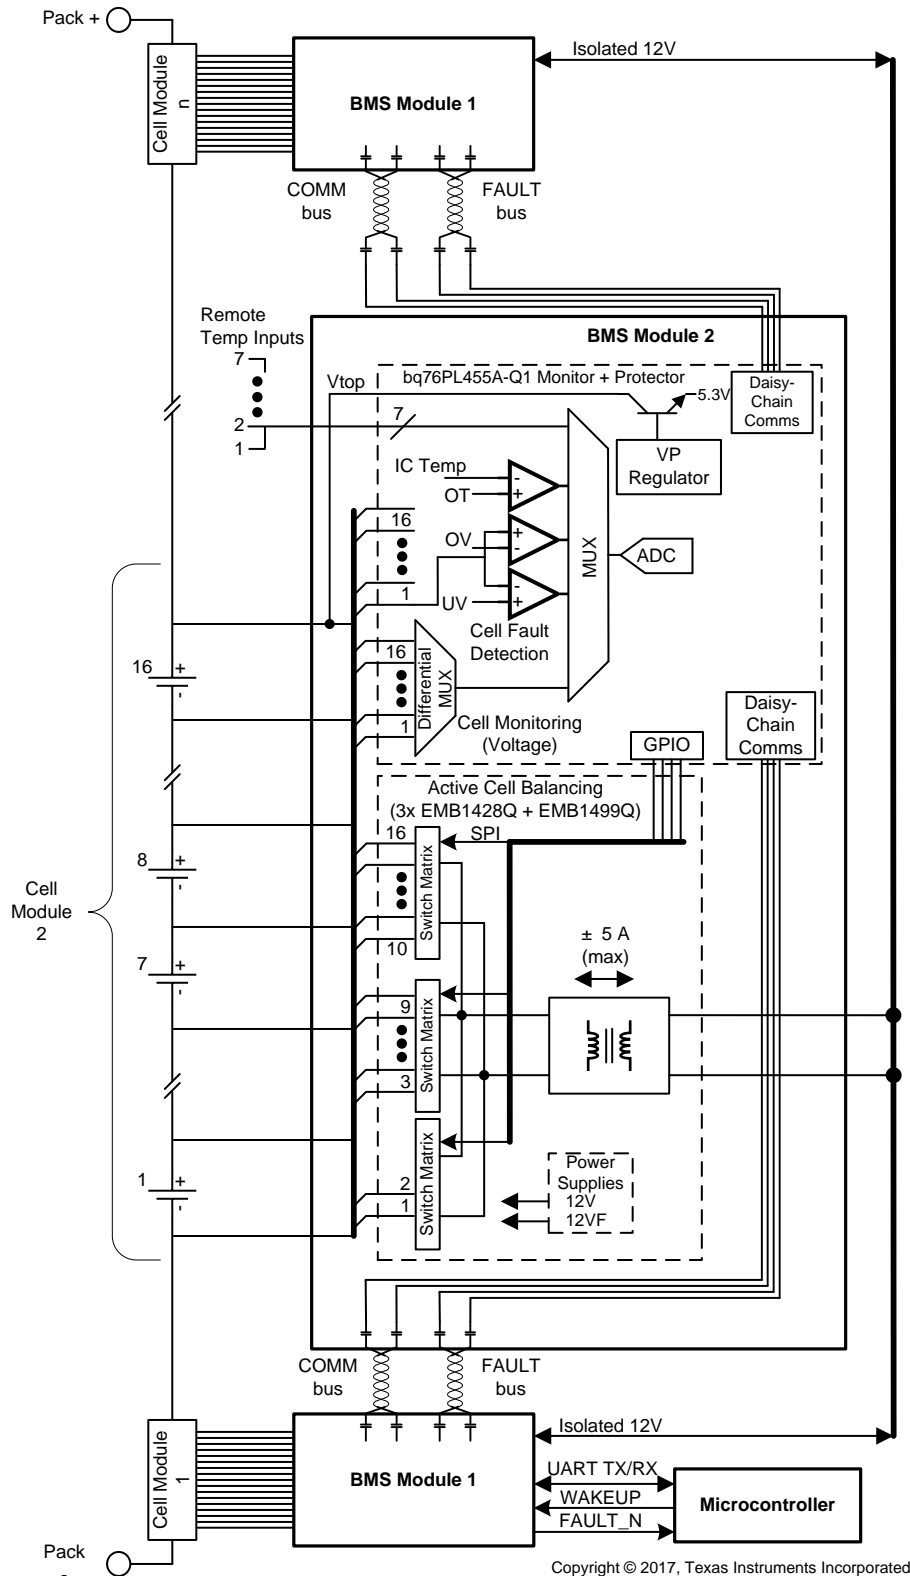 Pack +
Cell Module
n
BMS Module 1
Isolated 12V
COMM
bus
FAULT
bus
Remote
Temp Inputs
7
2
1
BMS Module 2
Vtop
bq76PL455A-Q1 Monitor + Protector
7
5.3V
Daisy-
Chain
Comms
VP
Regulator
IC Temp
OT
-
+
OV
+
-
UV
-
+
Cell Fault
Detection
MUX
ADC
16
1
16
1
Differential
MUX
Cell Monitoring
(Voltage)
GPIO
Daisy-
Chain
Comms
Active Cell Balancing
(3x EMB1428Q + EMB1499Q)
SPI
16
10
Switch Matrix
9
3
Switch Matrix
2
1
Switch Matrix
± 5 A
(max)
Power
Supplies
12V
12VF
Cell
Module
2
16
+
-
8
+
-
7
+
-
1
+
-
COMM
bus
FAULT
bus
Cell Module
1
BMS Module 1
Isolated 12V
UART TX/RX
WAKEUP
FAULT_N
Microcontroller
Pack
-
Copyright © 2017, Texas Instruments Incorporated